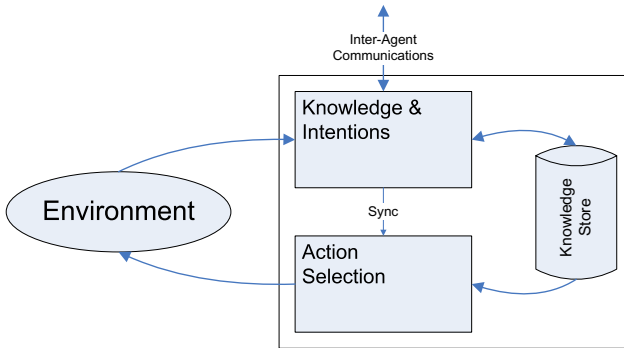 Inter-Agent
Communications
Knowledge &
Intentions
Environment
Sync
Knowledge
Store
Action
Selection